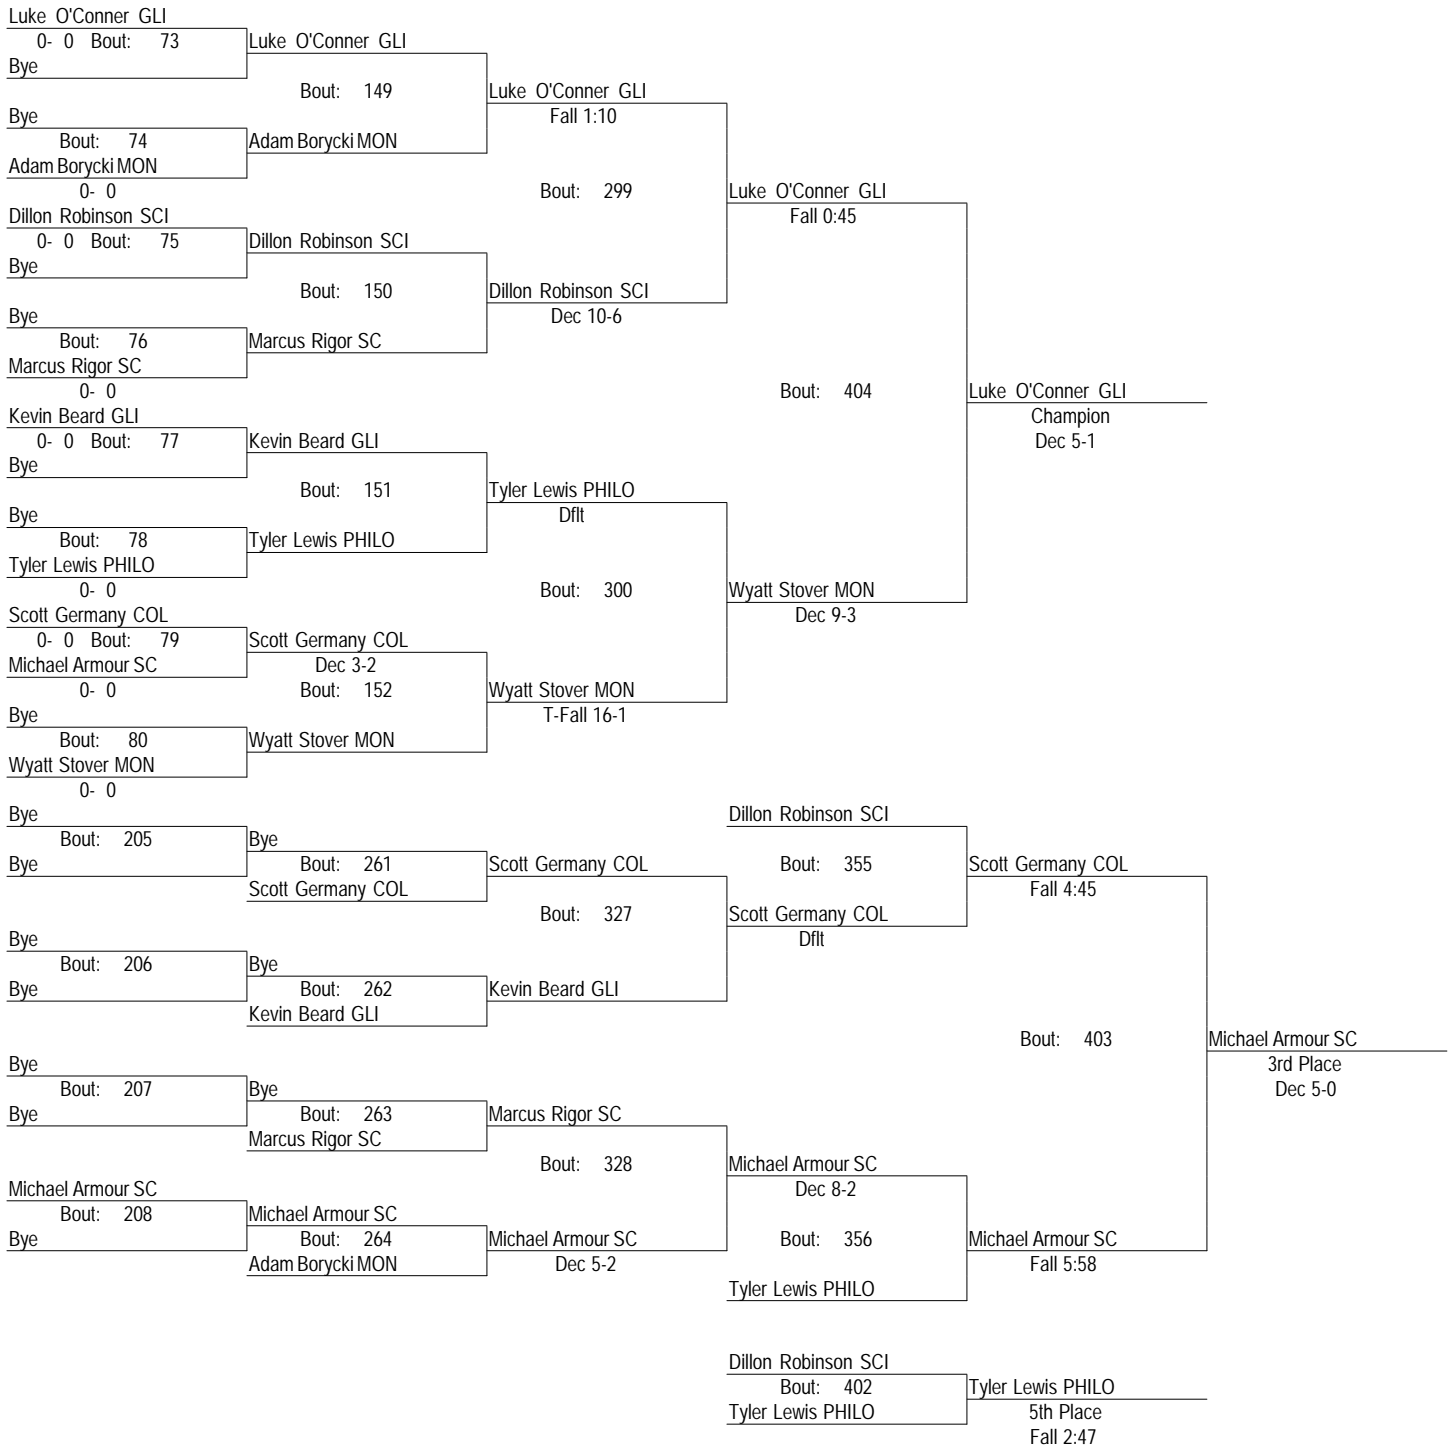 Luke O'Conner GLI
0- 0 Bout: 73 Luke O'Conner GLI
Bye
Bout: 149 Luke O'Conner GLI
Bye Fall 1:10
Bout: 74 Adam Borycki MON
Adam Borycki MON
0- 0 Bout: 299 Luke O'Conner GLI
Dillon Robinson SCI Fall 0:45
0- 0 Bout: 75 Dillon Robinson SCI
Bye
Bout: 150 Dillon Robinson SCI
Bye Dec 10-6
Bout: 76 Marcus Rigor SC
Marcus Rigor SC
0- 0 Bout: 404 Luke O'Conner GLI
Kevin Beard GLI Champion
0- 0 Bout: 77 Kevin Beard GLI Dec 5-1
Bye
Bout: 151 Tyler Lewis PHILO
Bye Dflt
Bout: 78 Tyler Lewis PHILO
Tyler Lewis PHILO
0- 0 Bout: 300 Wyatt Stover MON
Scott Germany COL Dec 9-3
0- 0 Bout: 79 Scott Germany COL
Michael Armour SC Dec 3-2
0- 0 Bout: 152 Wyatt Stover MON
Bye T-Fall 16-1
Bout: 80 Wyatt Stover MON
Wyatt Stover MON
0- 0
Bye Dillon Robinson SCI
Bout: 205 Bye
Bye Bout: 261 Scott Germany COL Bout: 355 Scott Germany COL
Scott Germany COL Fall 4:45
Bout: 327 Scott Germany COL
Bye Dflt
Bout: 206 Bye
Bye Bout: 262 Kevin Beard GLI
Kevin Beard GLI
Bout: 403 Michael Armour SC
Bye 3rd Place
Bout: 207 Bye Dec 5-0
Bye Bout: 263 Marcus Rigor SC
Marcus Rigor SC
Bout: 328 Michael Armour SC
Michael Armour SC Dec 8-2
Bout: 208 Michael Armour SC
Bye Bout: 264 Michael Armour SC Bout: 356 Michael Armour SC
Adam Borycki MON Dec 5-2 Fall 5:58
Tyler Lewis PHILO
Dillon Robinson SCI
Bout: 402 Tyler Lewis PHILO
Tyler Lewis PHILO 5th Place
Fall 2:47